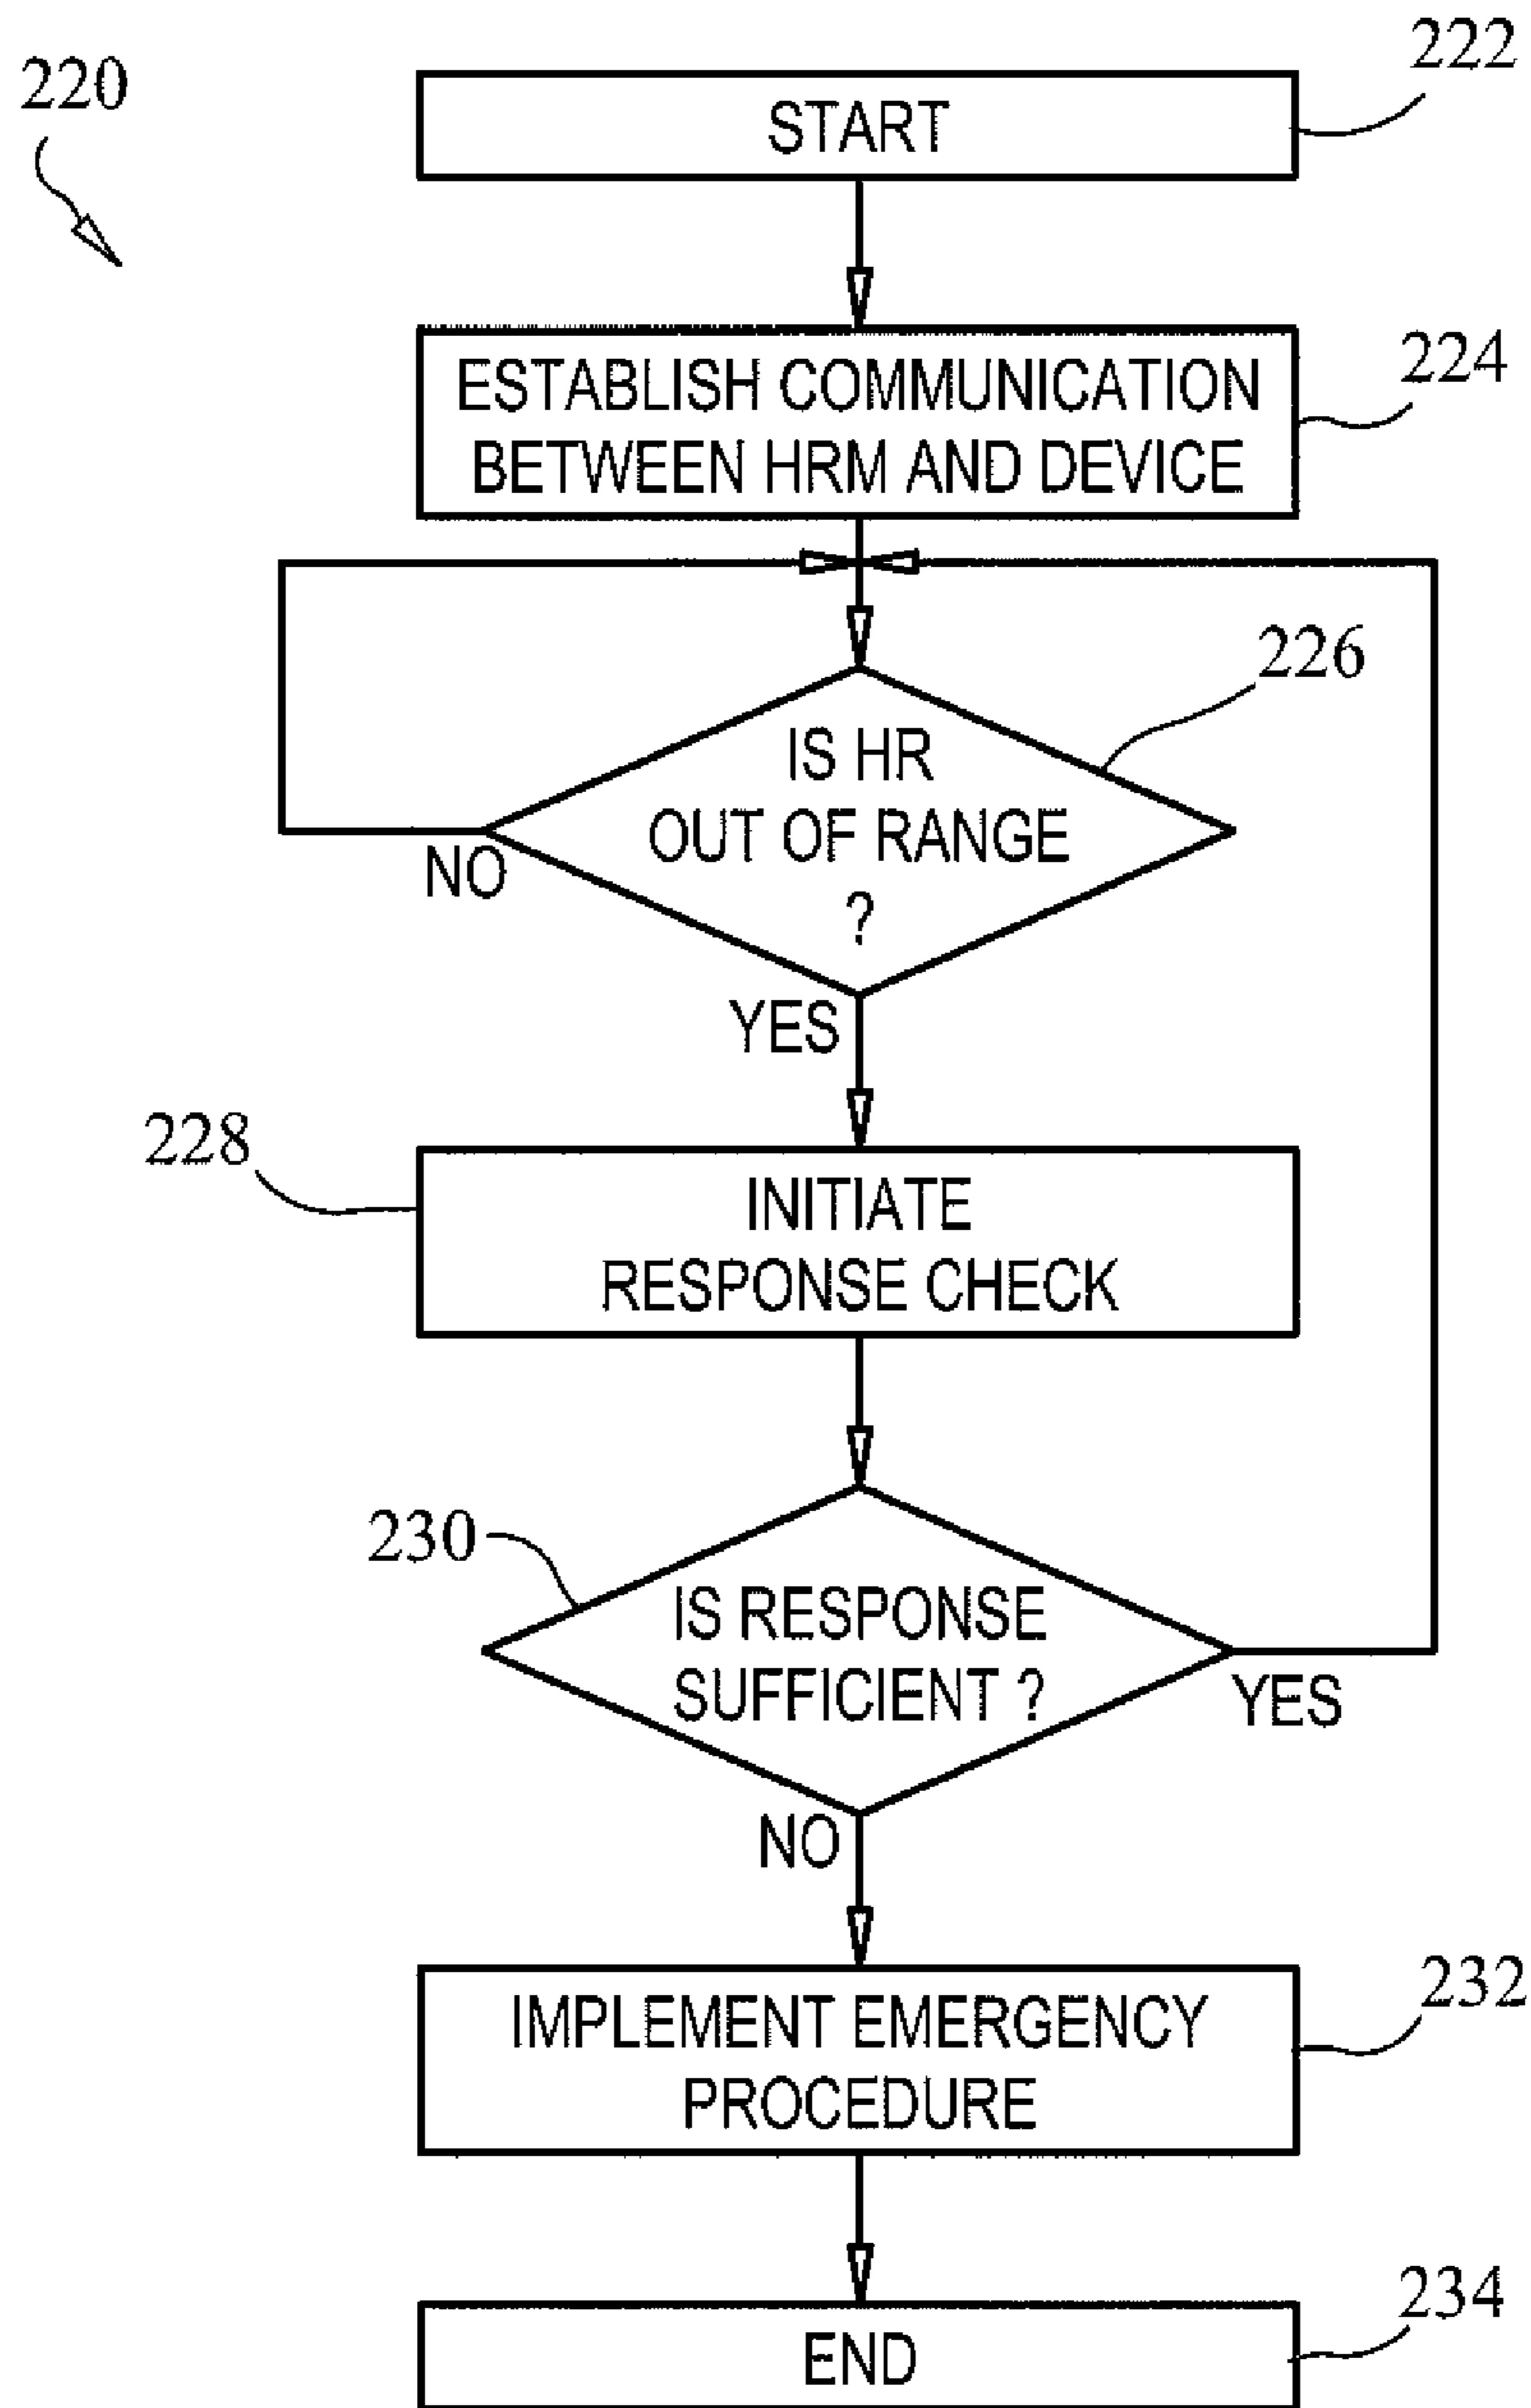 220
222
START
224
ESTABLISH COMMUNICATION
BETWEEN HRM AND DEVICE
226
IS HR
OUT OF RANGE
?
NO
YES
228
INITIATE
RESPONSE CHECK
230
IS RESPONSE
SUFFICIENT ?
YES
NO
232
IMPLEMENT EMERGENCY
PROCEDURE
234
END